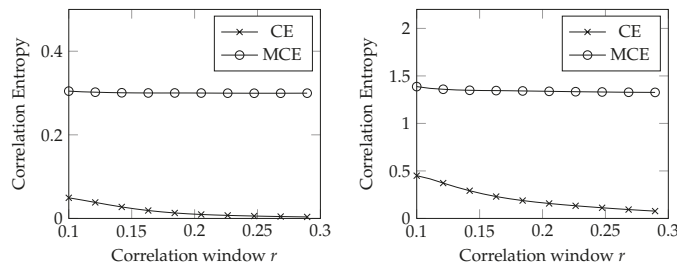 Correlation Entropy
0.4
0.2
0
CE
MCE
0.1
0.15
0.2
0.25
0.3
Correlation window r
Correlation Entropy
2
1.5
1
0.5
0
CE
MCE
0.1
0.15
0.2
0.25
0.3
Correlation window r